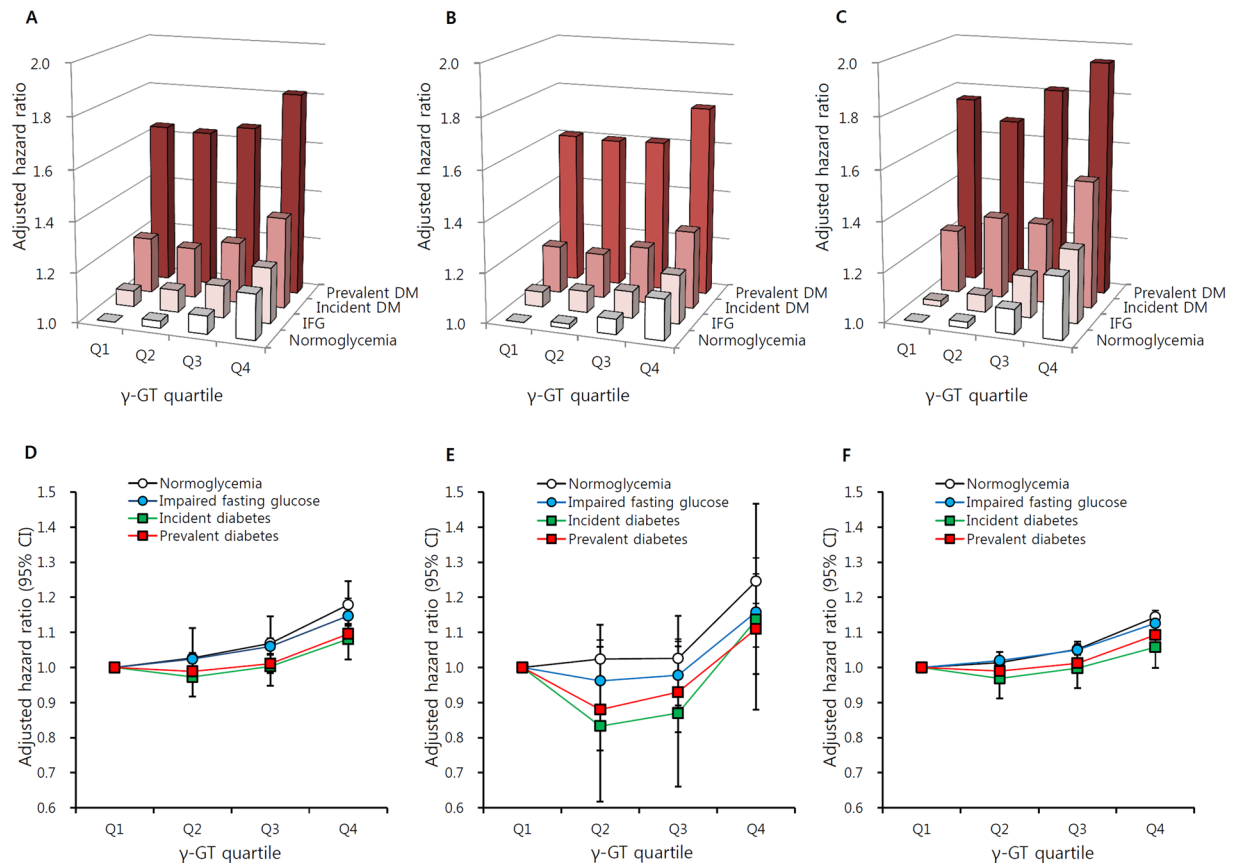 A
Adjusted hazard ratio
2.0
1.8
1.6
1.4
1.2
1.0
Prevalent DM
Incident DM
IFG
Normoglycemia
Q1
Q2
Q3
Q4
γ-GT quartile
B
Adjusted hazard ratio
2.0
1.8
1.6
1.4
1.2
1.0
Prevalent DM
Incident DM
IFG
Normoglycemia
Q1
Q2
Q3
Q4
γ-GT quartile
C
Adjusted hazard ratio
2.0
1.8
1.6
1.4
1.2
1.0
Prevalent DM
Incident DM
IFG
Normoglycemia
Q1
Q2
Q3
Q4
γ-GT quartile
D
Adjusted hazard ratio (95% CI)
1.5
1.4
1.3
1.2
1.1
1.0
0.9
0.8
0.7
0.6
Normoglycemia
Impaired fasting glucose
Incident diabetes
Prevalent diabetes
Q1 Q2 Q3 Q4
γ-GT quartile
E
Adjusted hazard ratio (95% CI)
1.5
1.4
1.3
1.2
1.1
1.0
0.9
0.8
0.7
0.6
Normoglycemia
Impaired fasting glucose
Incident diabetes
Prevalent diabetes
Q1 Q2 Q3 Q4
γ-GT quartile
F
Adjusted hazard ratio (95% CI)
1.5
1.4
1.3
1.2
1.1
1.0
0.9
0.8
0.7
0.6
Normoglycemia
Impaired fasting glucose
Incident diabetes
Prevalent diabetes
Q1 Q2 Q3 Q4
γ-GT quartile